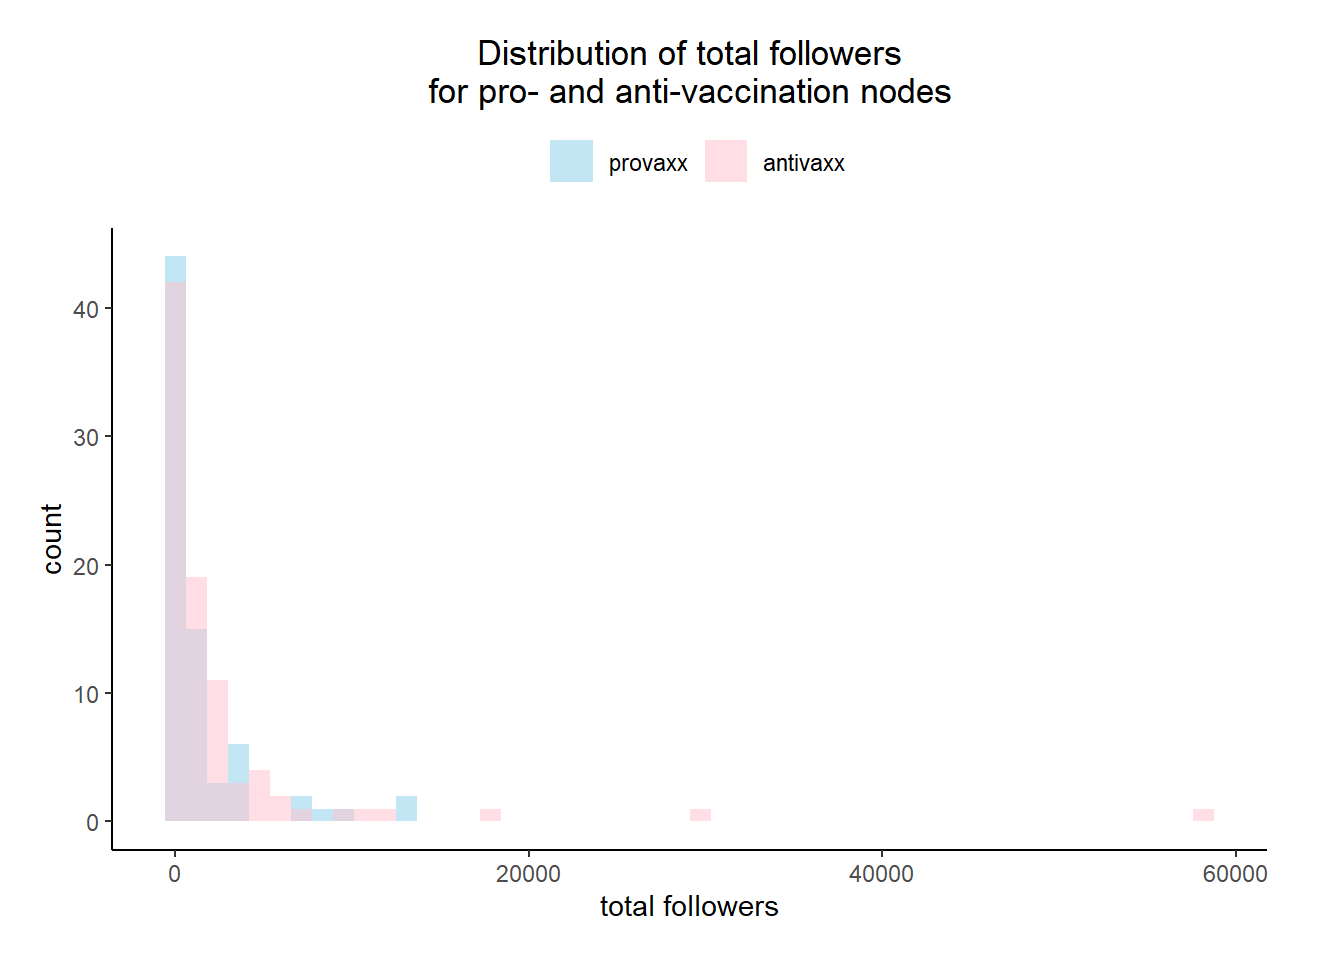 Distribution of total followers
for pro- and anti-vaccination nodes
provaxx antivaxx
40
30
20
10
0
count
0 20000 40000 60000
total followers